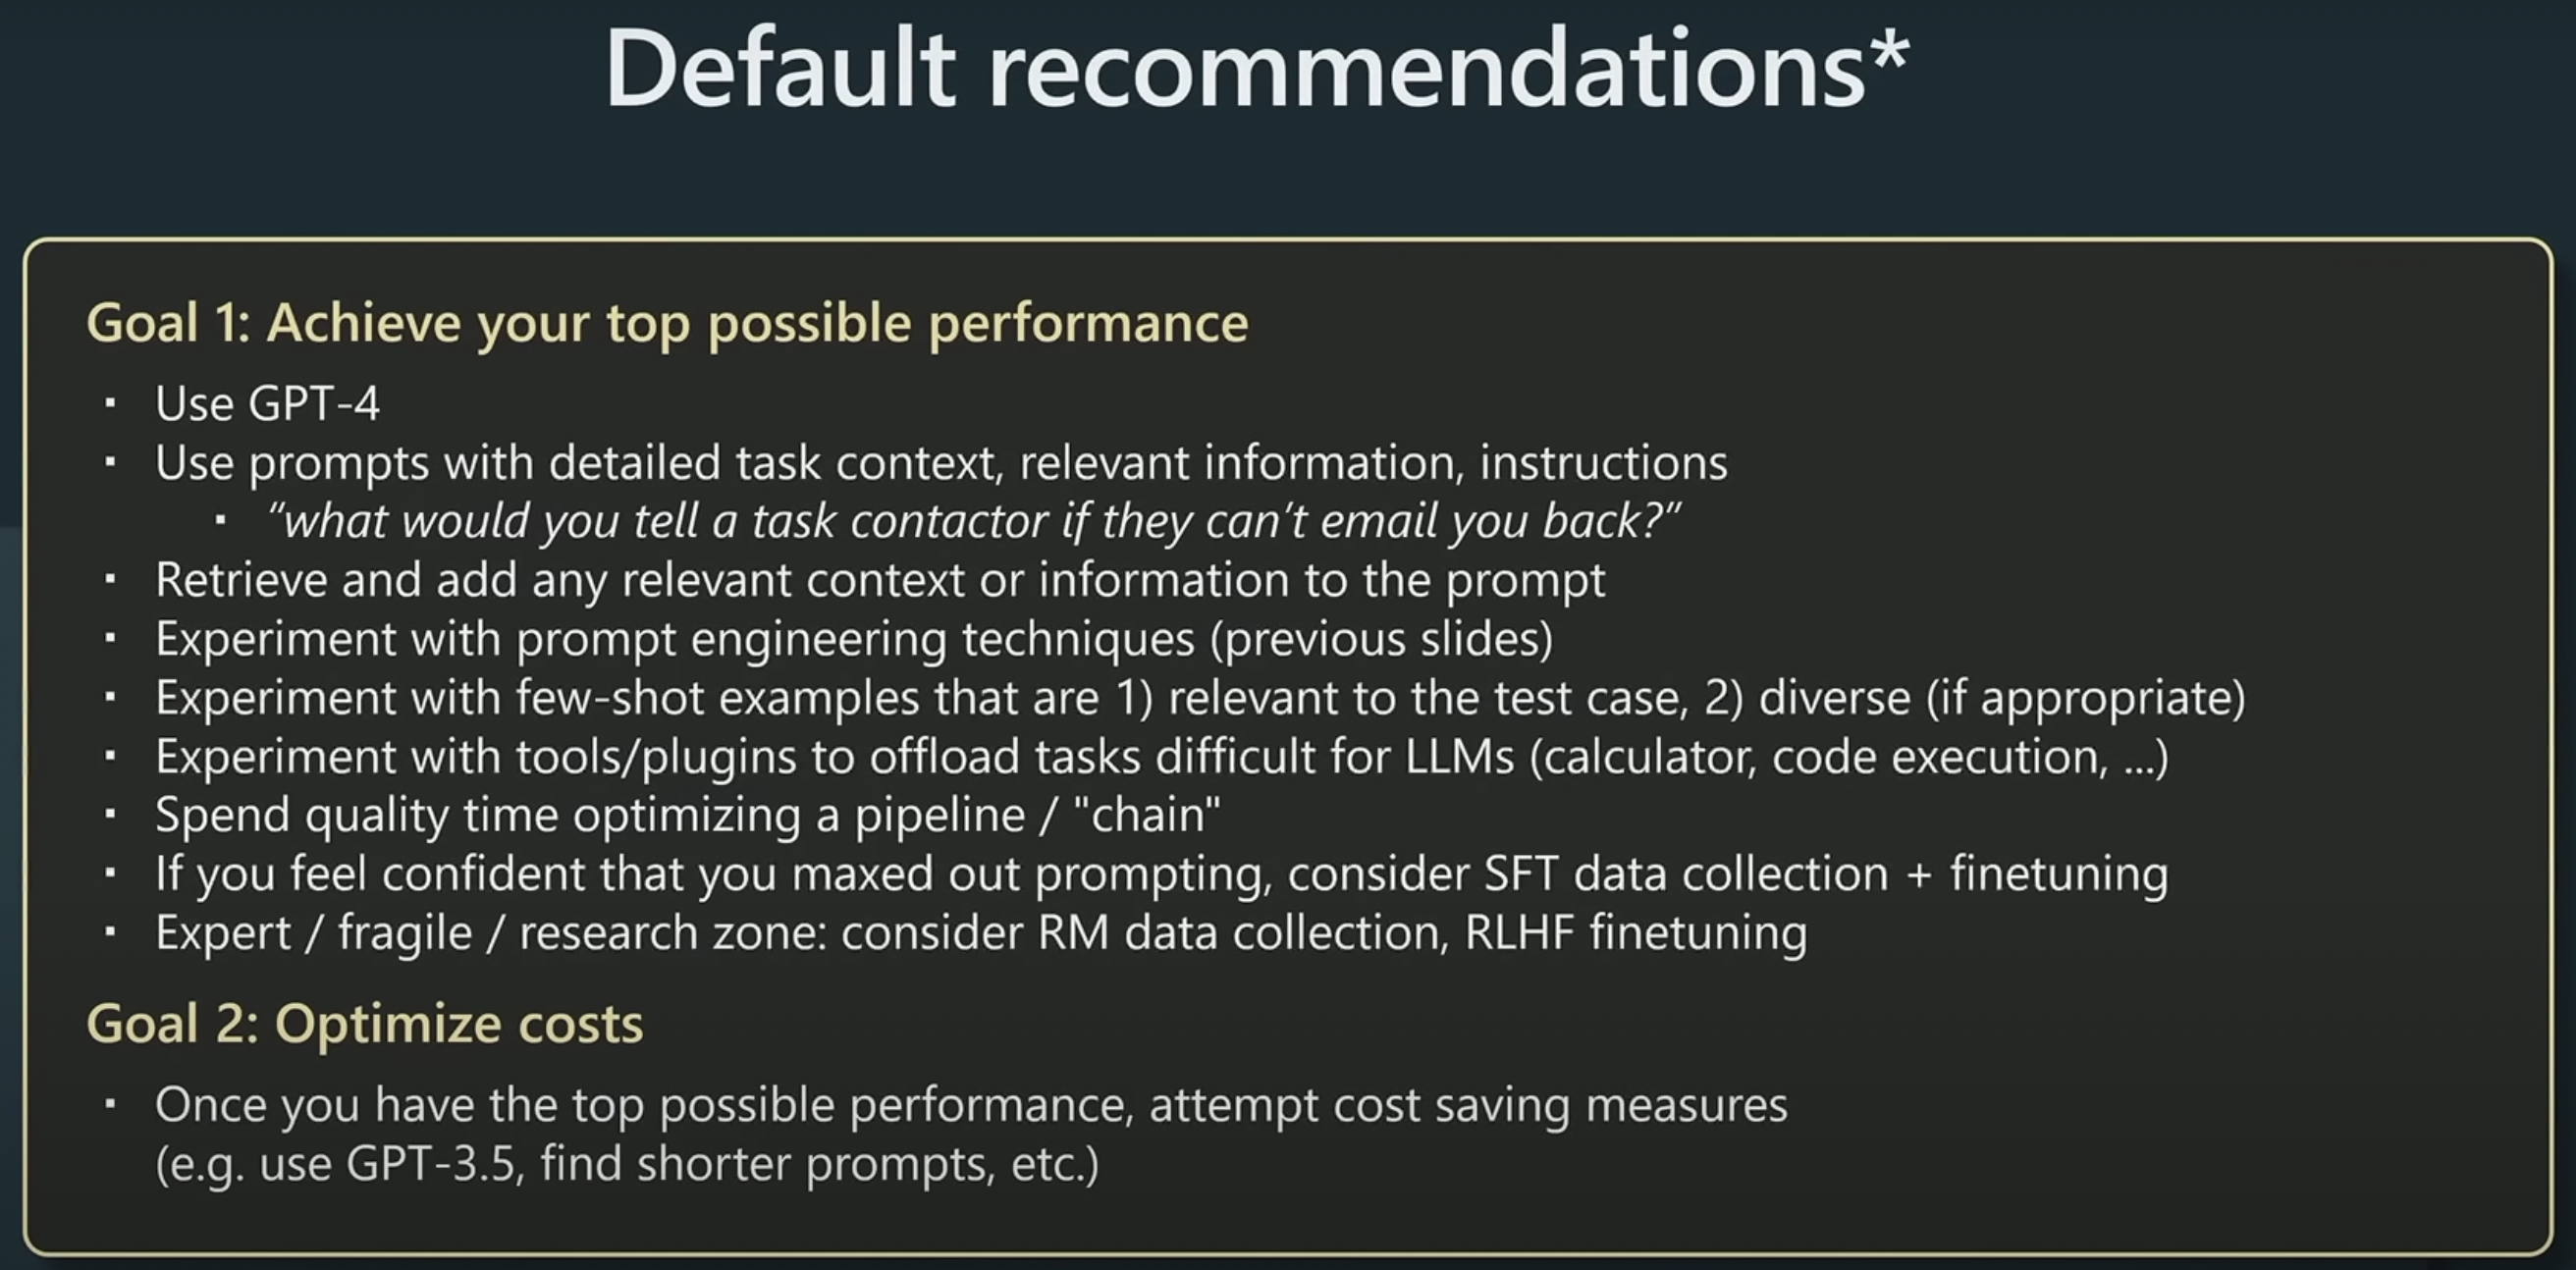 Default recommendations*
Goal 1: Achieve your top possible performance
▪ Use GPT-4
▪ Use prompts with detailed task context, relevant information, instructions
▪ “what would you tell a task contactor if they can’t email you back?”
▪ Retrieve and add any relevant context or information to the prompt
▪ Experiment with prompt engineering techniques (previous slides)
▪ Experiment with few-shot examples that are 1) relevant to the test case, 2) diverse (if appropriate)
▪ Experiment with tools/plugins to offload tasks difficult for LLMs (calculator, code execution, ...)
▪ Spend quality time optimizing a pipeline / "chain"
▪ If you feel confident that you maxed out prompting, consider SFT data collection + finetuning
▪ Expert / fragile / research zone: consider RM data collection, RLHF finetuning
Goal 2: Optimize costs
▪ Once you have the top possible performance, attempt cost saving measures
(e.g. use GPT-3.5, find shorter prompts, etc.)